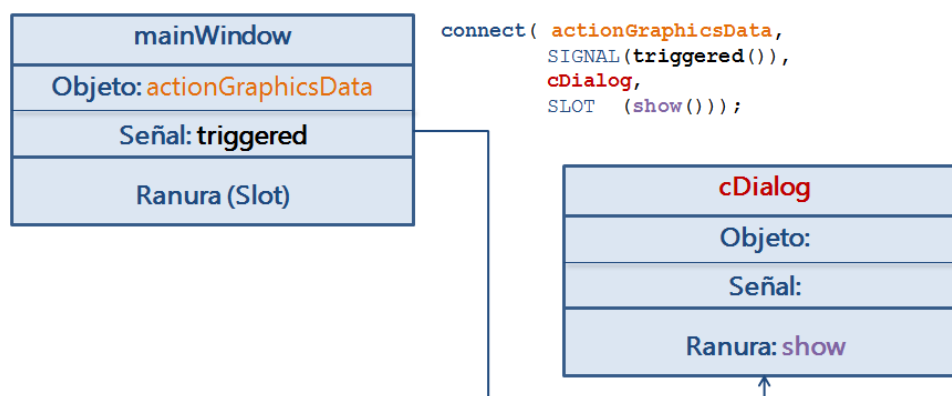 mainWindow
Objeto: actionGraphicsData
Señal: triggered
Ranura (Slot)
connect( actionGraphicsData,
SIGNAL(triggered()),
cDialog,
SLOT (show()));
cDialog
Objeto:
Señal:
Ranura: show